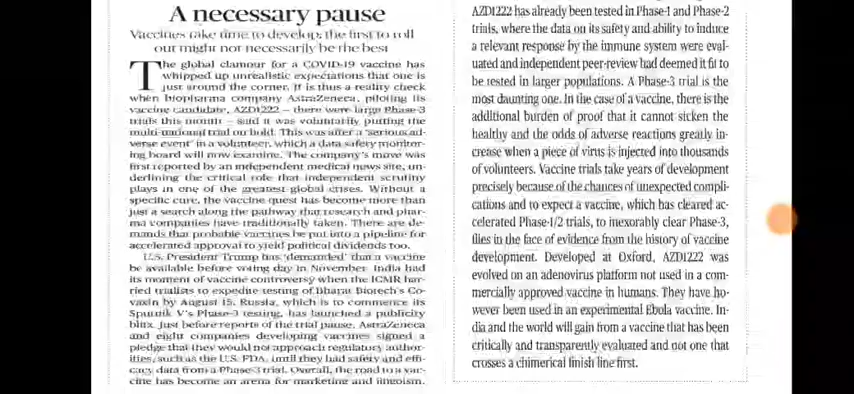 A necessary pause
Vaccines take time to develop; the first to roll
out might not necessarily be the best
The global clamour for a COVID-19 vaccine has
whipped up unrealistic expectations that one is
just around the corner. It is thus a reality check
when biopharma company AstraZeneca, piloting its
vaccine candidate, AZD1222 — there were large Phase-3
trials this month — said it was voluntarily putting the
multi-national trial on hold. This was after a 'serious ad-
verse event' in a volunteer, which a data safety monitor-
ing board will now examine. The company's move was
first reported by an independent medical news site, un-
derlining the critical role that independent scrutiny
plays in one of the greatest global crises. Without a
specific cure, the vaccine quest has become more than
just a search along the pathway that research and phar-
ma companies have traditionally taken. There are de-
mands that probable vaccines be put into a pipeline for
accelerated approval to yield political dividends too.
U.S. President Trump has 'demanded' that a vaccine
be available before voting day in November. India had
its moment of vaccine controversy when the ICMR har-
ried trialists to expedite testing of Bharat Biotech's Co-
vaxin by August 15. Russia, which is to commence its
Sputnik V's Phase-3 testing, has launched a publicity
blitz. Just before reports of the trial pause, AstraZeneca
and eight companies developing vaccines signed a
pledge that they would not approach regulatory author-
ities, such as the U.S. FDA, until they had safety and effi-
cacy data from a Phase-3 trial. Overall, the road to a vac-
cine has become an arena for marketing and jingoism.
AZD1222 has already been tested in Phase-1 and Phase-2
trials, where the data on its safety and ability to induce
a relevant response by the immune system were eval-
uated and independent peer-review had deemed it fit to
be tested in larger populations. A Phase-3 trial is the
most daunting one. In the case of a vaccine, there is the
additional burden of proof that it cannot sicken the
healthy and the odds of adverse reactions greatly in-
crease when a piece of virus is injected into thousands
of volunteers. Vaccine trials take years of development
precisely because of the chances of unexpected compli-
cations and to expect a vaccine, which has cleared ac-
celerated Phase-1/2 trials, to inexorably clear Phase-3,
flies in the face of evidence from the history of vaccine
development. Developed at Oxford, AZD1222 was
evolved on an adenovirus platform not used in a com-
mercially approved vaccine in humans. They have ho-
wever been used in an experimental Ebola vaccine. In-
dia and the world will gain from a vaccine that has been
critically and transparently evaluated and not one that
crosses a chimerical finish line first.